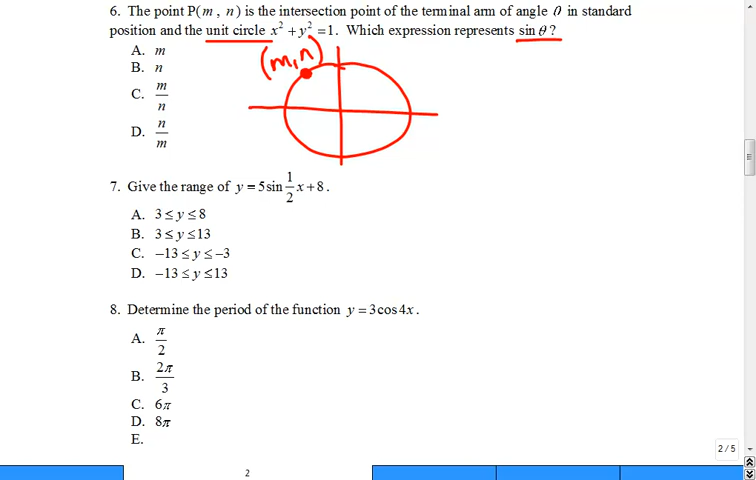 6. The point P(m, n) is the intersection point of the terminal arm of angle θ in standard
position and the unit circle x² + y² = 1. Which expression represents sin θ?
A. m
B. n
C. m/n
D. n/m
(m, n)
7. Give the range of y = 5 sin 1/2 x + 8.
A. 3 ≤ y ≤ 8
B. 3 ≤ y ≤ 13
C. −13 ≤ y ≤ −3
D. −13 ≤ y ≤ 13
8. Determine the period of the function y = 3 cos 4x.
A. π/2
B. 2π/3
C. 6π
D. 8π
E.
2 / 5
2